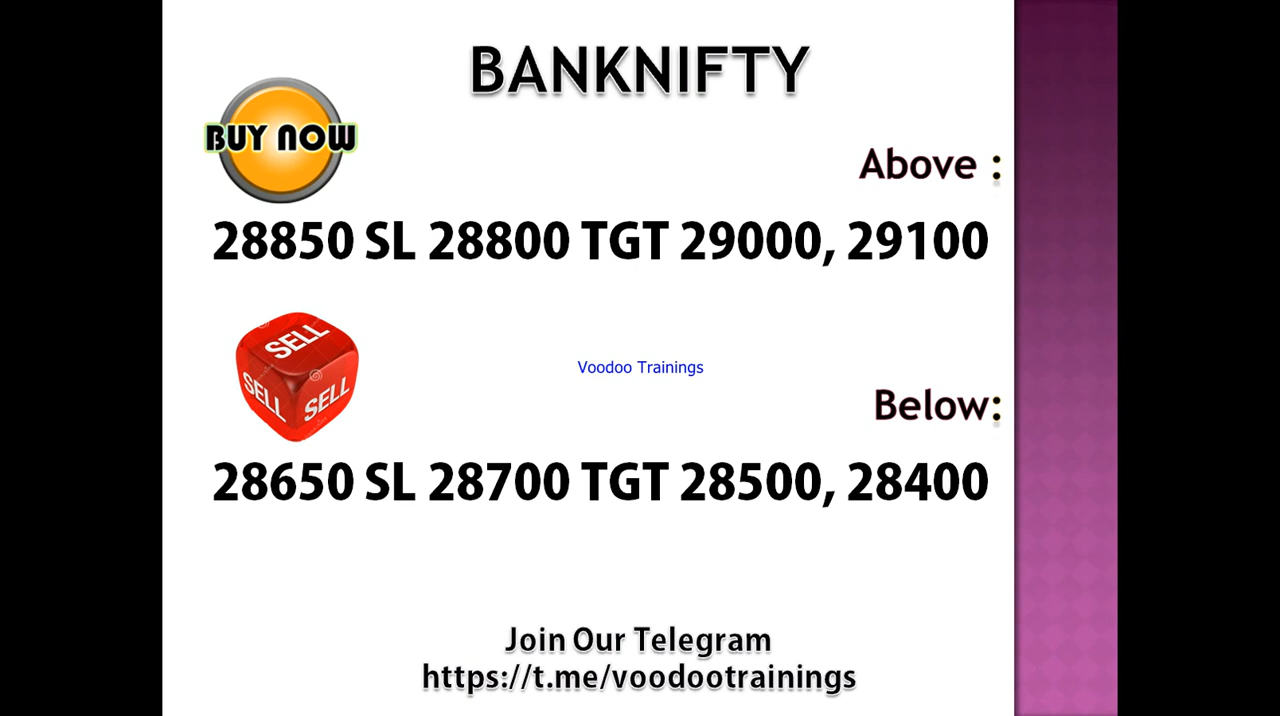 BANKNIFTY
BUY NOW
Above :
28850 SL 28800 TGT 29000, 29100
SELL
SELL
SELL
Voodoo Trainings
Below:
28650 SL 28700 TGT 28500, 28400
Join Our Telegram
https://t.me/voodootrainings